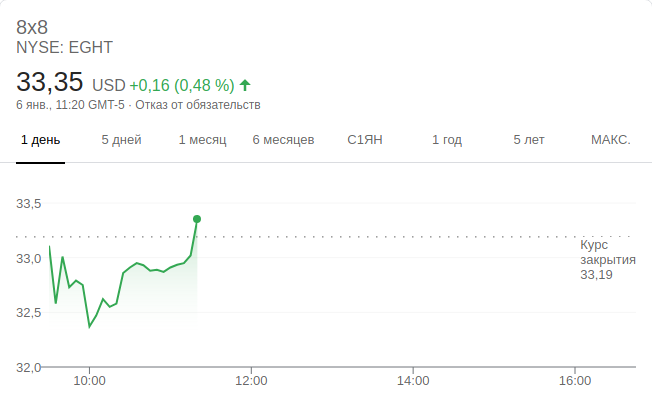 8x8
NYSE: EGHT
33,35 USD +0,16 (0,48 %)
6 янв., 11:20 GMT-5 · Отказ от обязательств
1 день 5 дней 1 месяц 6 месяцев С1ЯН 1 год 5 лет МАКС.
33,5
Курс
закрытия
33,19
33,0
32,5
32,0
10:00 12:00 14:00 16:00